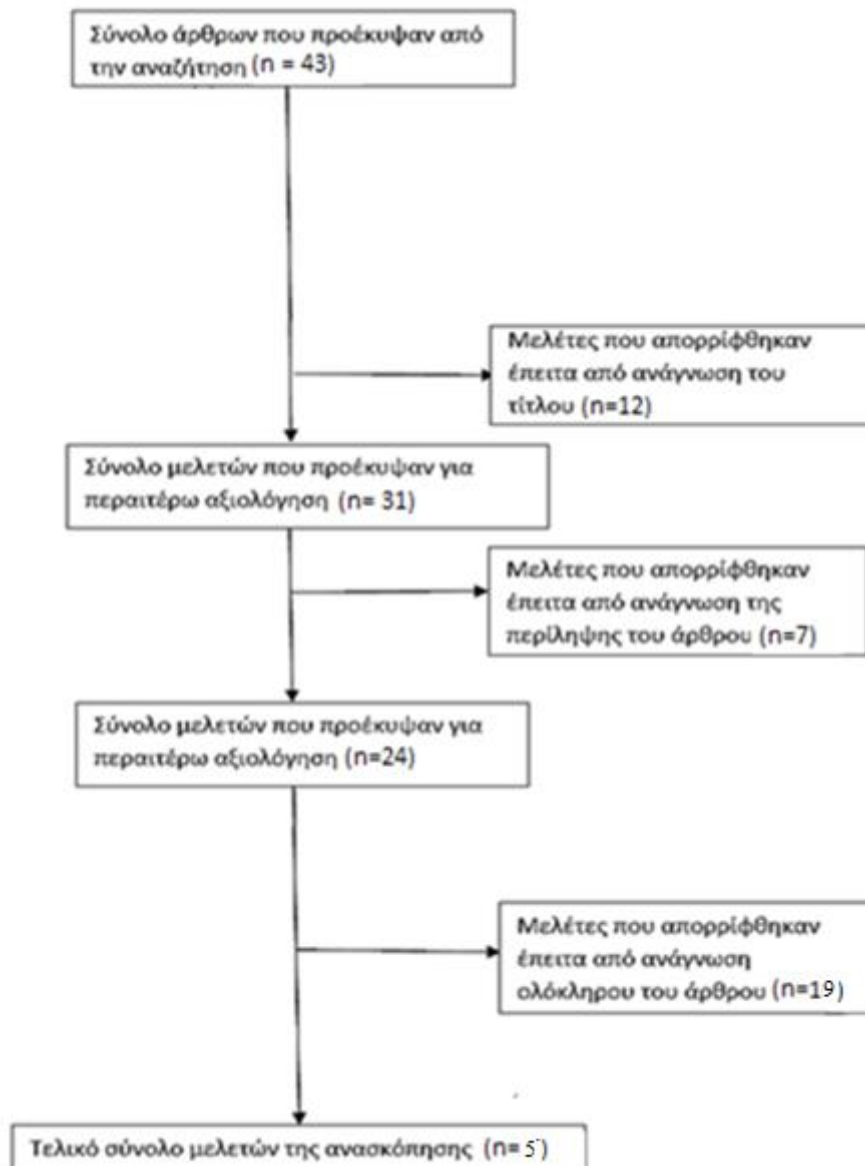 Σύνολο άρθρων που προέκυψαν από
την αναζήτηση (n = 43)
Μελέτες που απορρίφθηκαν
έπειτα από ανάγνωση του
τίτλου (n=12)
Σύνολο μελετών που προέκυψαν για
περαιτέρω αξιολόγηση (n= 31)
Μελέτες που απορρίφθηκαν
έπειτα από ανάγνωση της
περίληψης του άρθρου (n=7)
Σύνολο μελετών που προέκυψαν για
περαιτέρω αξιολόγηση (n=24)
Μελέτες που απορρίφθηκαν
έπειτα από ανάγνωση
ολόκληρου του άρθρου (n=19)
Τελικό σύνολο μελετών της ανασκόπησης (n= 5)